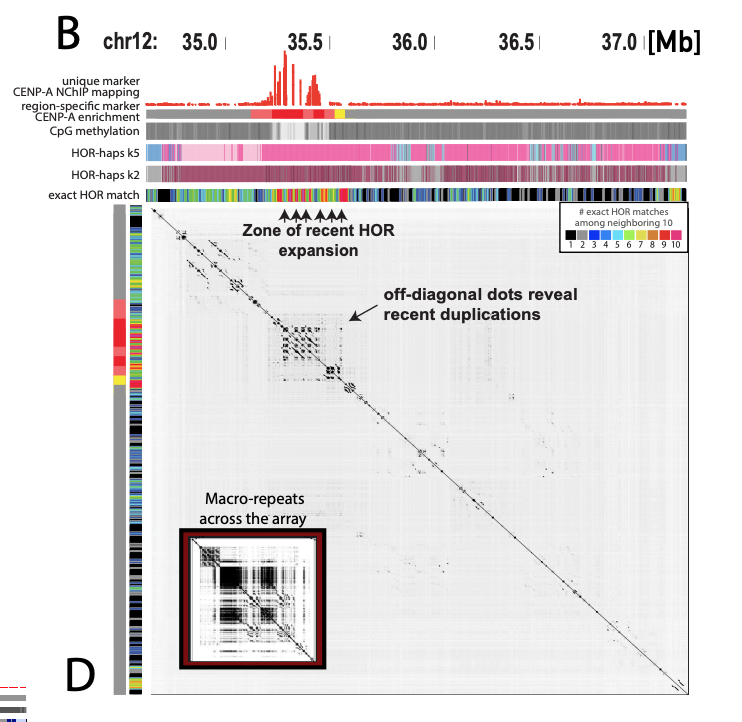 B
chr12: 35.0 35.5 36.0 36.5 37.0 [Mb]
unique marker
CENP-A NChIP mapping
region-specific marker
CENP-A enrichment
CpG methylation
HOR-haps k5
HOR-haps k2
exact HOR match
Zone of recent HOR
expansion
# exact HOR matches
among neighboring 10
1 2 3 4 5 6 7 8 9 10
off-diagonal dots reveal
recent duplications
Macro-repeats
across the array
D